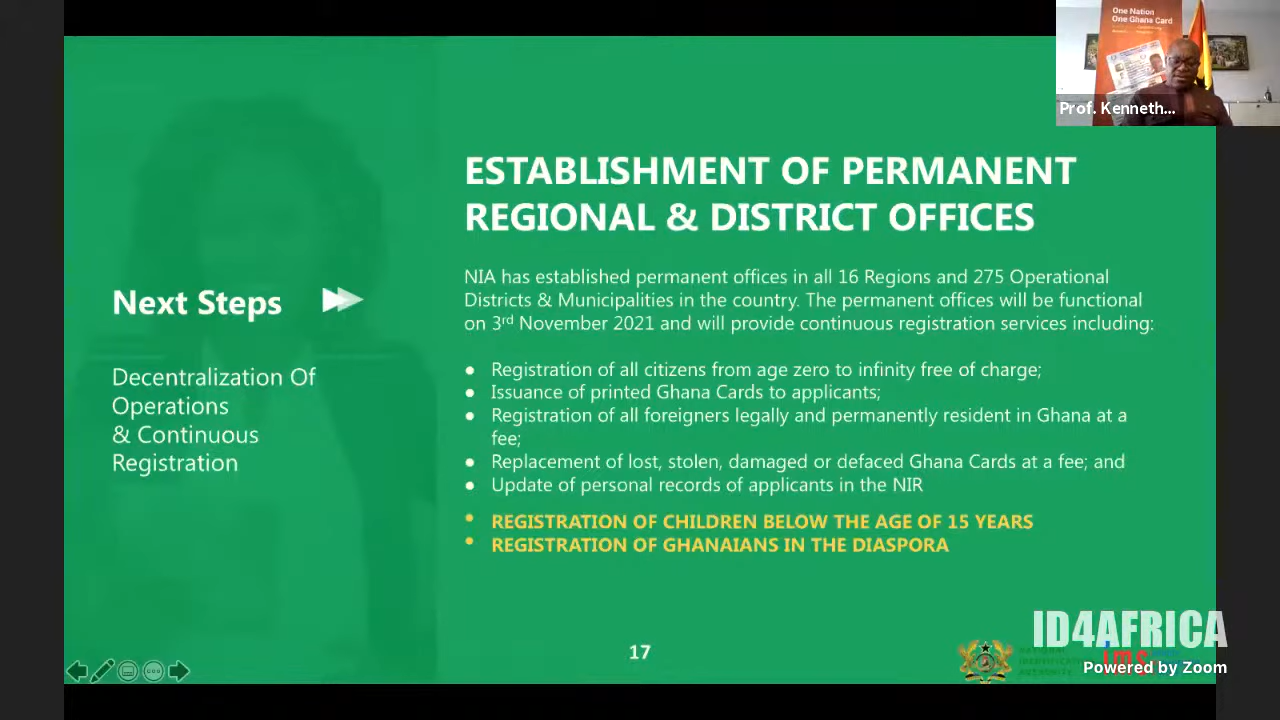 One Nation
One Ghana Card
Prof. Kenneth...
ESTABLISHMENT OF PERMANENT
REGIONAL & DISTRICT OFFICES
NIA has established permanent offices in all 16 Regions and 275 Operational
Districts & Municipalities in the country. The permanent offices will be functional
on 3rd November 2021 and will provide continuous registration services including:
Next Steps
Decentralization Of
Operations
& Continuous
Registration
● Registration of all citizens from age zero to infinity free of charge;
● Issuance of printed Ghana Cards to applicants;
● Registration of all foreigners legally and permanently resident in Ghana at a
fee;
● Replacement of lost, stolen, damaged or defaced Ghana Cards at a fee; and
● Update of personal records of applicants in the NIR
• REGISTRATION OF CHILDREN BELOW THE AGE OF 15 YEARS
• REGISTRATION OF GHANAIANS IN THE DIASPORA
17
ID4AFRICA
NATIONAL
IDENTIFICATION
AUTHORITY
ims
Powered by Zoom